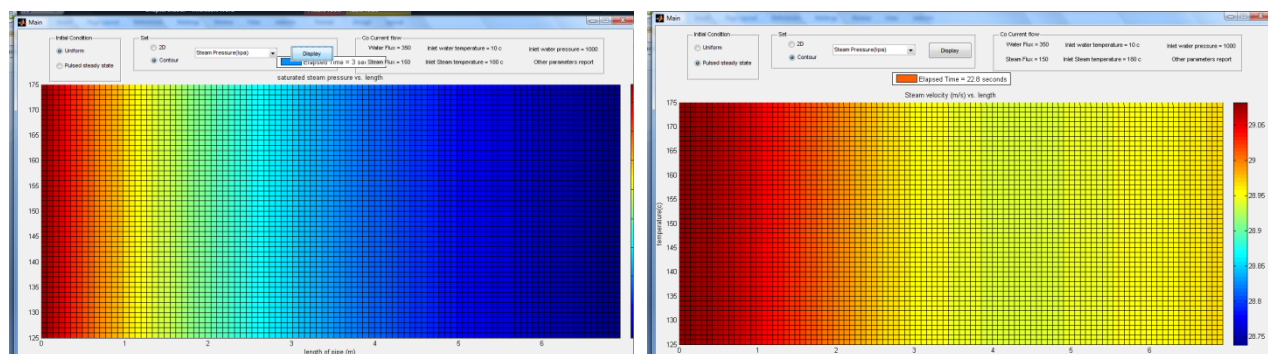 Main
Initial Condition
Uniform
Pulsed steady state
Set
2D
Contour
Steam Pressure(kpa)
Display
Co Current flow
Water Flux = 350 Inlet water temperature = 10 c Inlet water pressure = 1000
Flux = 150 Inlet Steam temperature = 180 c Other parameters report
Elapsed Time = 3 sec
saturated steam pressure vs. length
175
170
165
160
155
150
145
140
135
130
125
0 1 2 3 4 5 6
length of pipe (m)
Main
Initial Condition
Uniform
Pulsed steady state
Set
2D
Contour
Steam Pressure(kpa)
Display
Co Current flow
Water Flux = 350 Inlet water temperature = 10 c Inlet water pressure = 1000
Steam Flux = 150 Inlet Steam temperature = 180 c Other parameters report
Elapsed Time = 22.8 seconds
Steam velocity (m/s) vs. length
temperature(c)
175
170
165
160
155
150
145
140
135
130
125
0 1 2 3 4 5 6
29.05
29
28.95
28.9
28.85
28.8
28.75